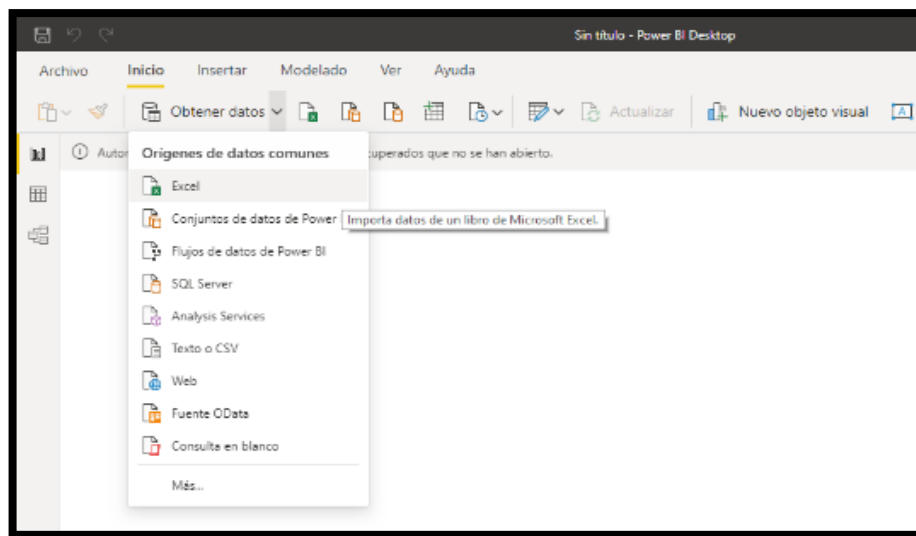 Sin título - Power BI Desktop
Archivo Inicio Insertar Modelado Ver Ayuda
Obtener datos Actualizar Nuevo objeto visual
Autor
Orígenes de datos comunes
cuperados que no se han abierto.
Excel
Conjuntos de datos de Power
Importa datos de un libro de Microsoft Excel.
Flujos de datos de Power BI
SQL Server
Analysis Services
Texto o CSV
Web
Fuente OData
Consulta en blanco
Más...